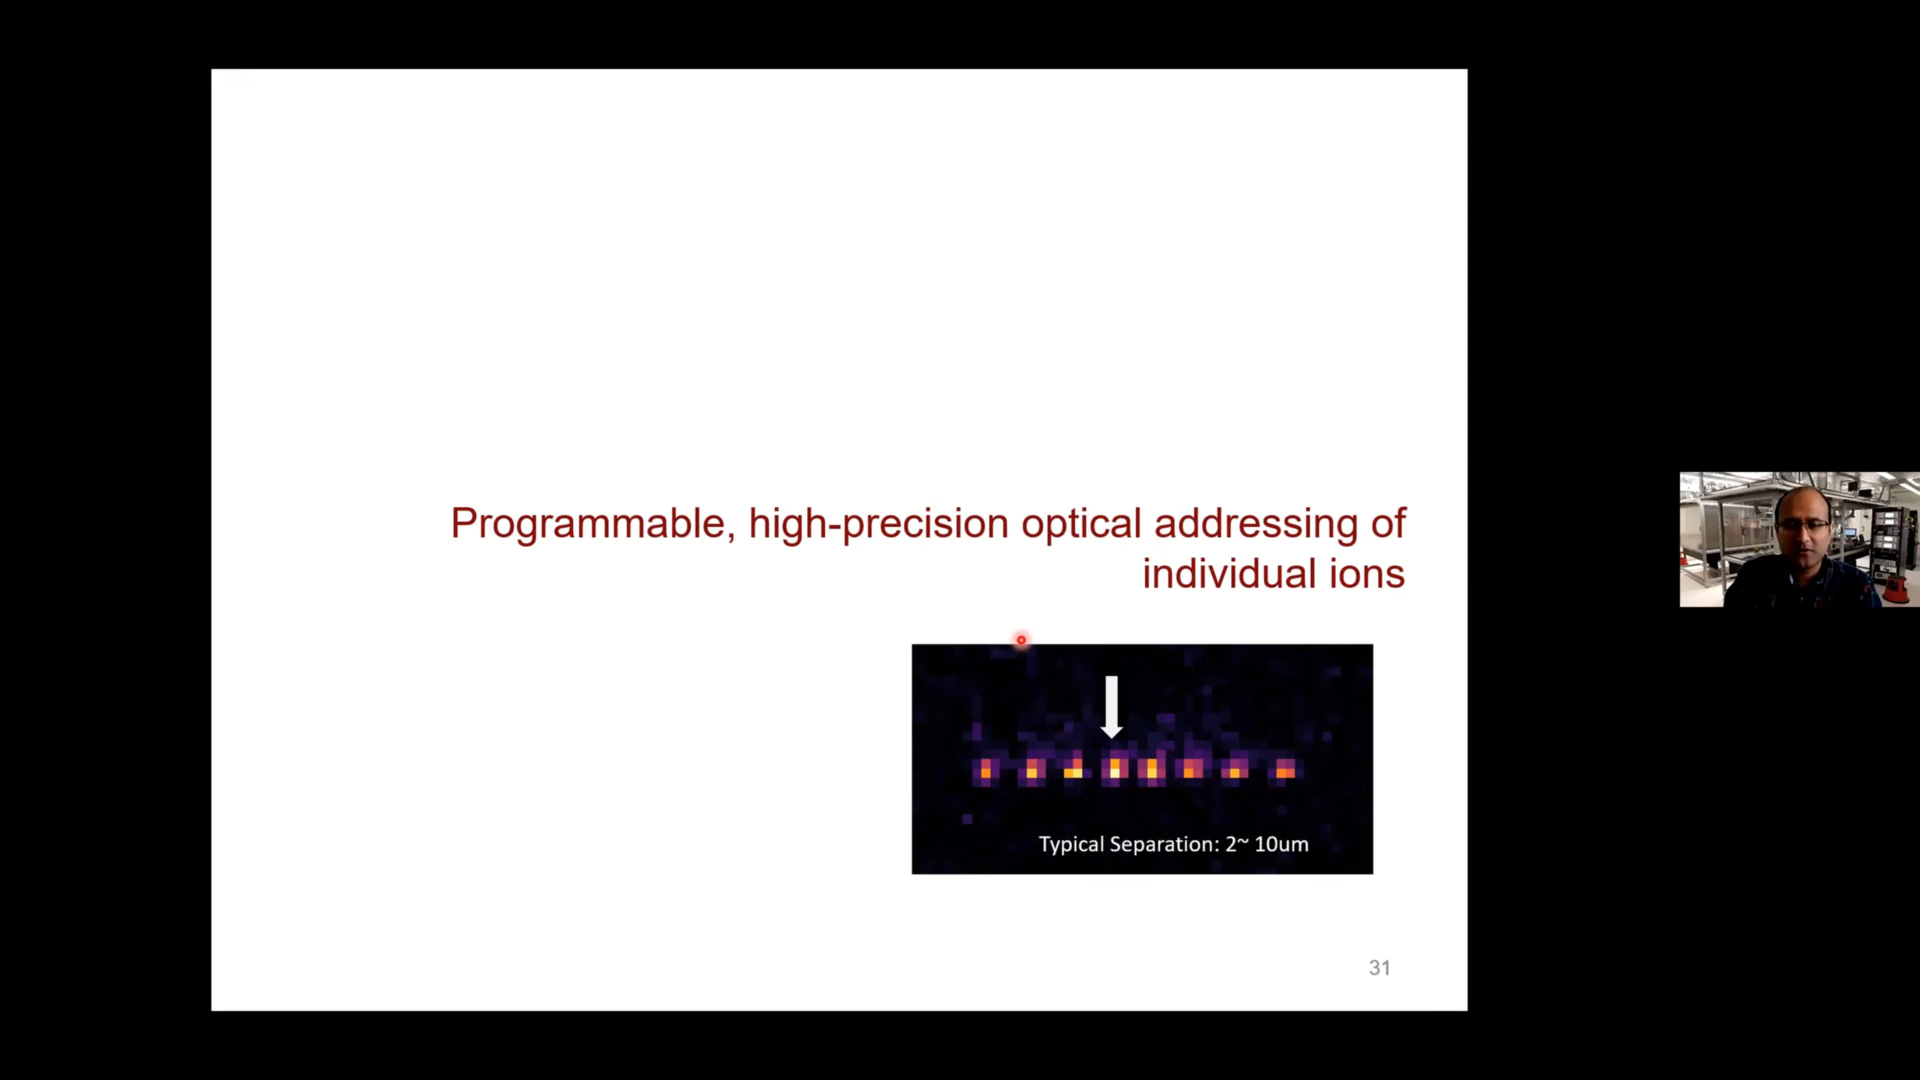 Programmable, high-precision optical addressing of
individual ions
Typical Separation: 2~ 10um
31